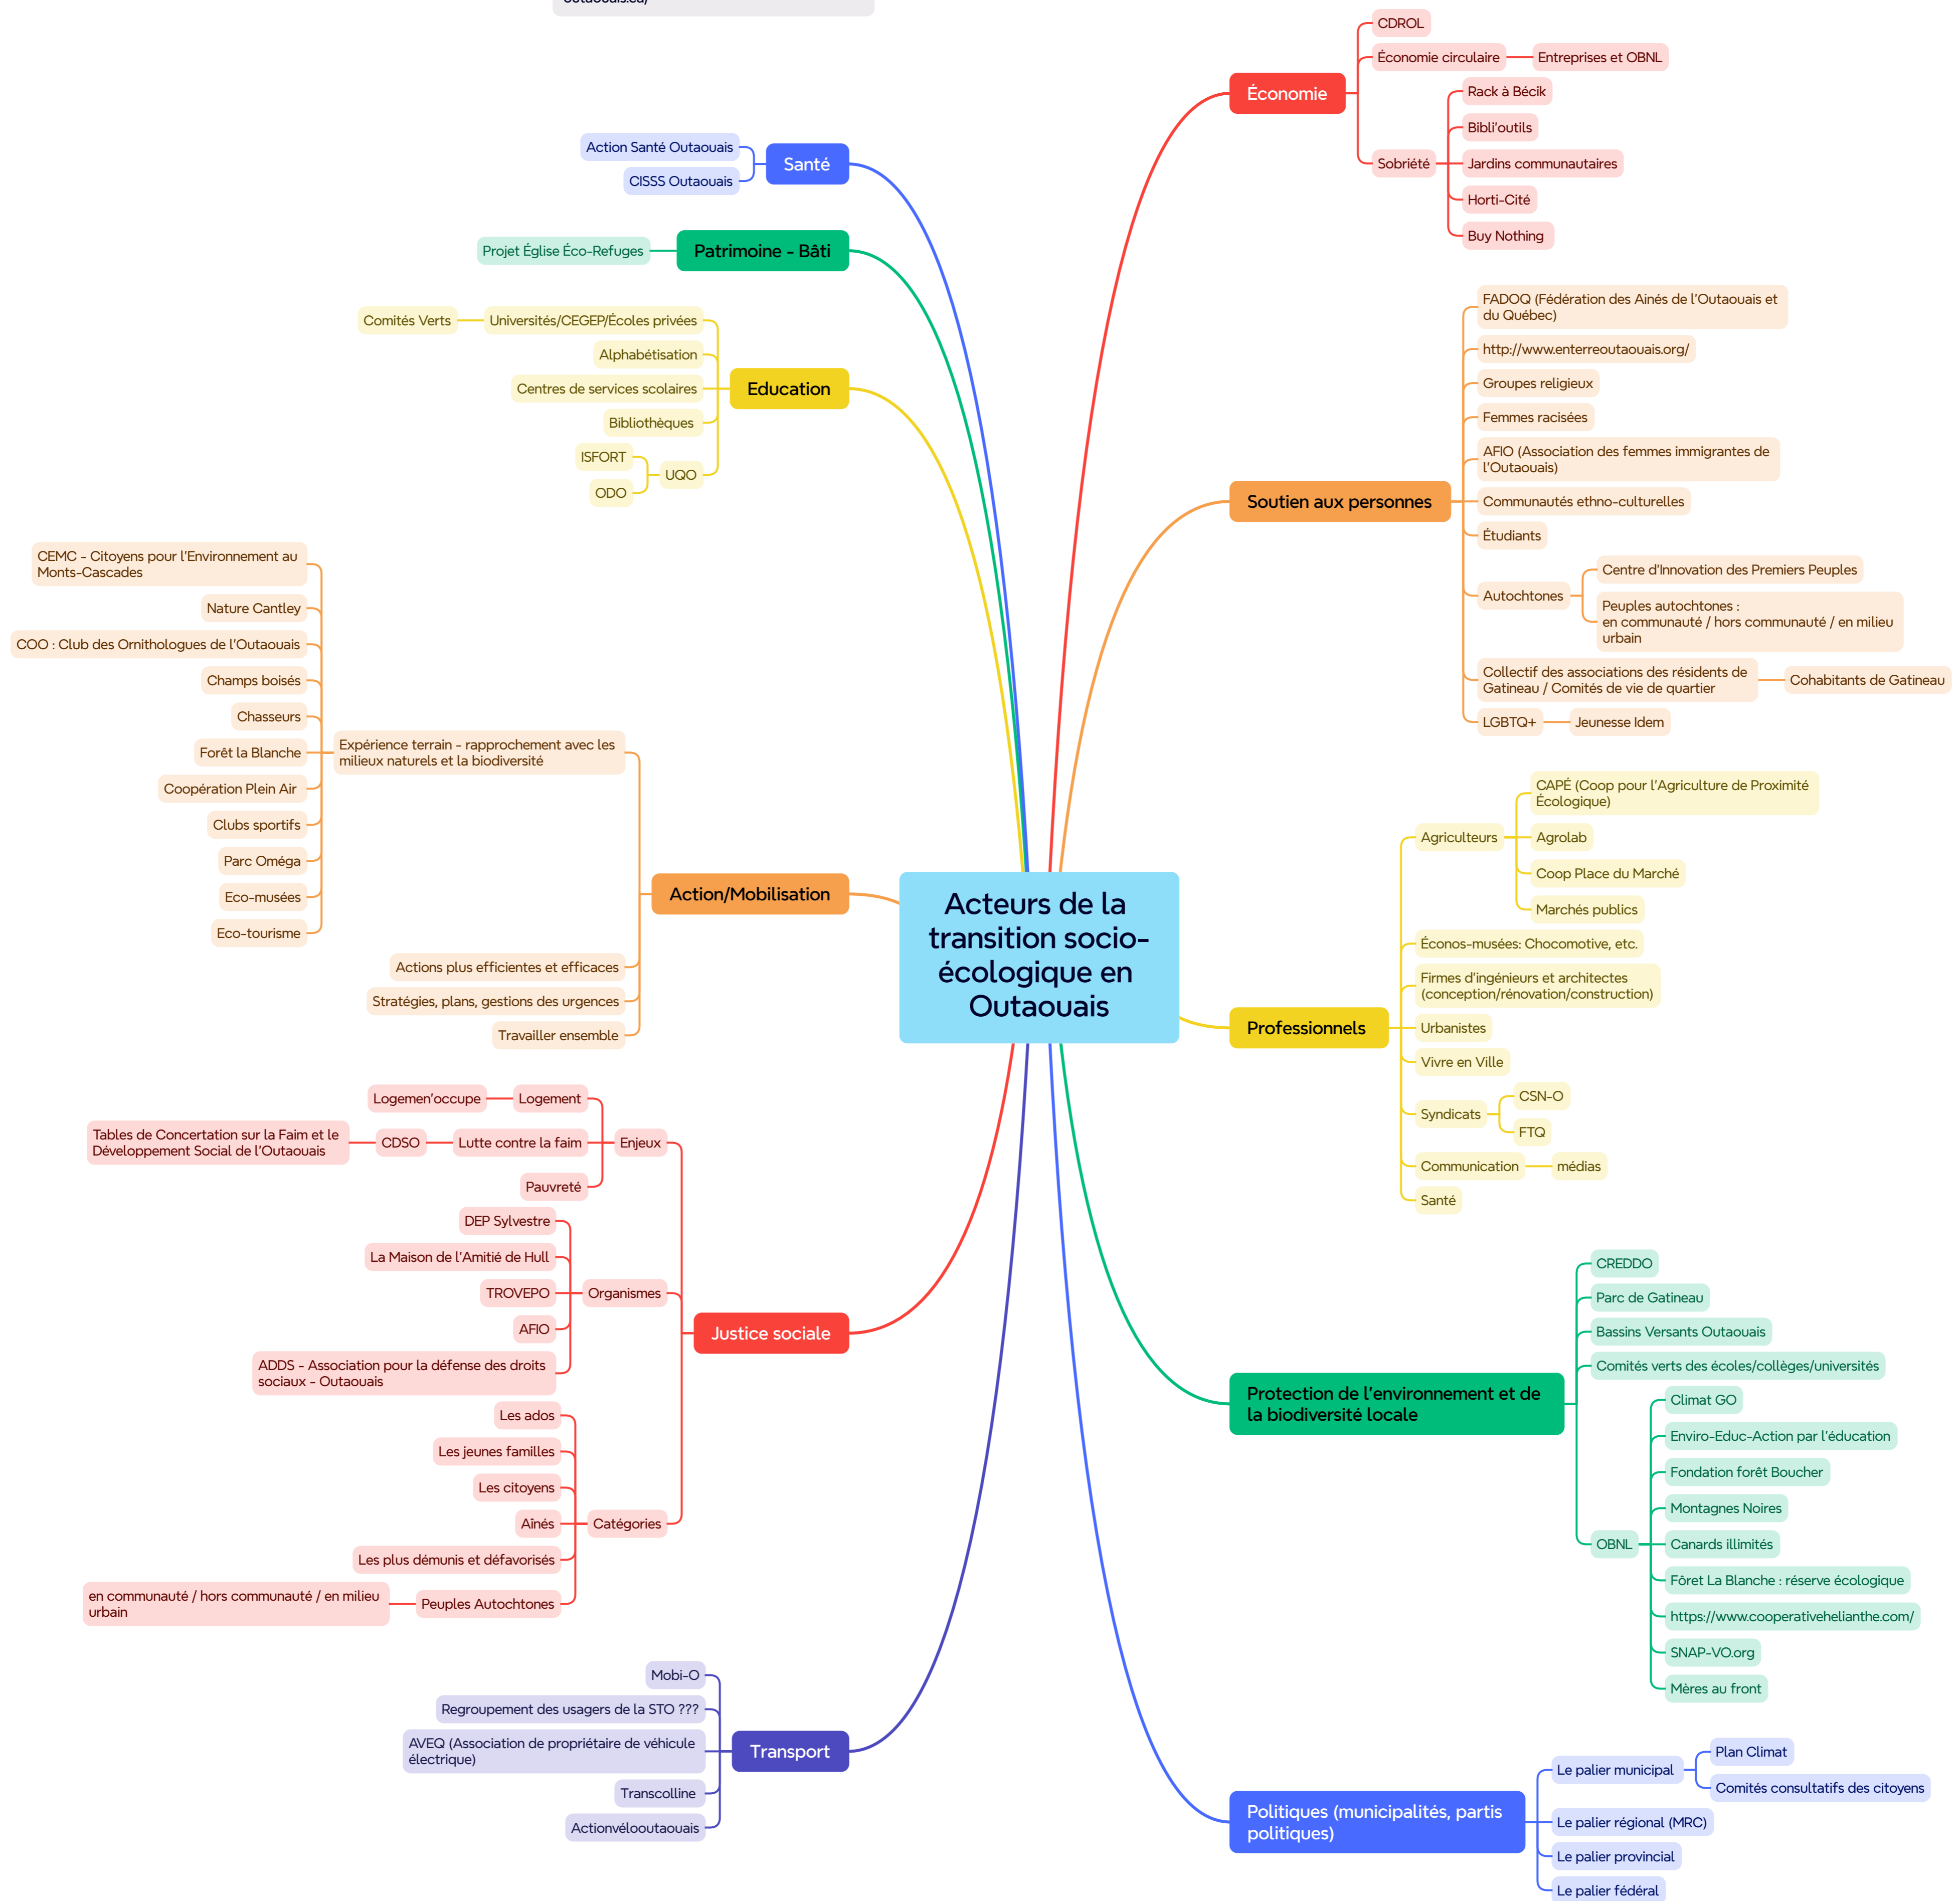 outaouais.ca/
Acteurs de la
transition socio-
écologique en
Outaouais
Économie
CDROL
Économie circulaire
Entreprises et OBNL
Sobriété
Rack à Bécik
Bibli'outils
Jardins communautaires
Horti-Cité
Buy Nothing
Soutien aux personnes
FADOQ (Fédération des Ainés de l'Outaouais et
du Québec)
http://www.enterreoutaouais.org/
Groupes religieux
Femmes racisées
AFIO (Association des femmes immigrantes de
l'Outaouais)
Communautés ethno-culturelles
Étudiants
Autochtones
Centre d'Innovation des Premiers Peuples
Peuples autochtones :
en communauté / hors communauté / en milieu
urbain
Collectif des associations des résidents de
Gatineau / Comités de vie de quartier
Cohabitants de Gatineau
LGBTQ+
Jeunesse Idem
Professionnels
Agriculteurs
CAPÉ (Coop pour l'Agriculture de Proximité
Écologique)
Agrolab
Coop Place du Marché
Marchés publics
Éconos-musées: Chocomotive, etc.
Firmes d'ingénieurs et architectes
(conception/rénovation/construction)
Urbanistes
Vivre en Ville
Syndicats
CSN-O
FTQ
Communication
médias
Santé
Protection de l'environnement et de
la biodiversité locale
CREDDO
Parc de Gatineau
Bassins Versants Outaouais
Comités verts des écoles/collèges/universités
OBNL
Climat GO
Enviro-Educ-Action par l'éducation
Fondation forêt Boucher
Montagnes Noires
Canards illimités
Fôret La Blanche : réserve écologique
https://www.cooperativehelianthe.com/
SNAP-VO.org
Mères au front
Politiques (municipalités, partis
politiques)
Le palier municipal
Plan Climat
Comités consultatifs des citoyens
Le palier régional (MRC)
Le palier provincial
Le palier fédéral
Santé
Action Santé Outaouais
CISSS Outaouais
Patrimoine - Bâti
Projet Église Éco-Refuges
Education
Universités/CEGEP/Écoles privées
Comités Verts
Alphabétisation
Centres de services scolaires
Bibliothèques
UQO
ISFORT
ODO
Action/Mobilisation
Expérience terrain - rapprochement avec les
milieux naturels et la biodiversité
CEMC - Citoyens pour l'Environnement au
Monts-Cascades
Nature Cantley
COO : Club des Ornithologues de l'Outaouais
Champs boisés
Chasseurs
Forêt la Blanche
Coopération Plein Air
Clubs sportifs
Parc Oméga
Eco-musées
Eco-tourisme
Actions plus efficientes et efficaces
Stratégies, plans, gestions des urgences
Travailler ensemble
Justice sociale
Enjeux
Logement
Logemen'occupe
Lutte contre la faim
CDSO
Tables de Concertation sur la Faim et le
Développement Social de l'Outaouais
Pauvreté
Organismes
DEP Sylvestre
La Maison de l'Amitié de Hull
TROVEPO
AFIO
ADDS - Association pour la défense des droits
sociaux - Outaouais
Catégories
Les ados
Les jeunes familles
Les citoyens
Aînés
Les plus démunis et défavorisés
Peuples Autochtones
en communauté / hors communauté / en milieu
urbain
Transport
Mobi-O
Regroupement des usagers de la STO ???
AVEQ (Association de propriétaire de véhicule
électrique)
Transcolline
Actionvélooutaouais